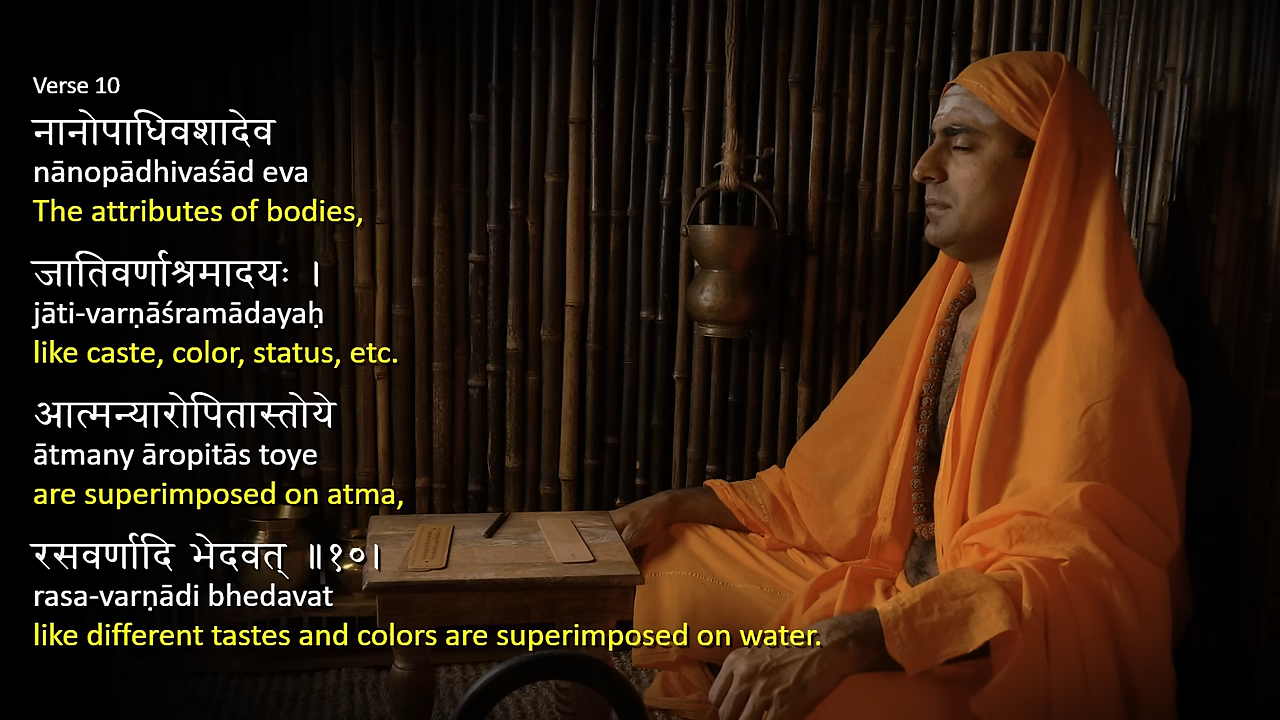 Verse 10
नानोपाधिवशादेव
nānopādhivaśād eva
The attributes of bodies,
जातिवर्णाश्रमादयः ।
jāti-varṇāśramādayaḥ
like caste, color, status, etc.
आत्मन्यारोपितास्तोये
ātmany āropitās toye
are superimposed on atma,
रसवर्णादि भेदवत् ॥१०।
rasa-varṇādi bhedavat
like different tastes and colors are superimposed on water.